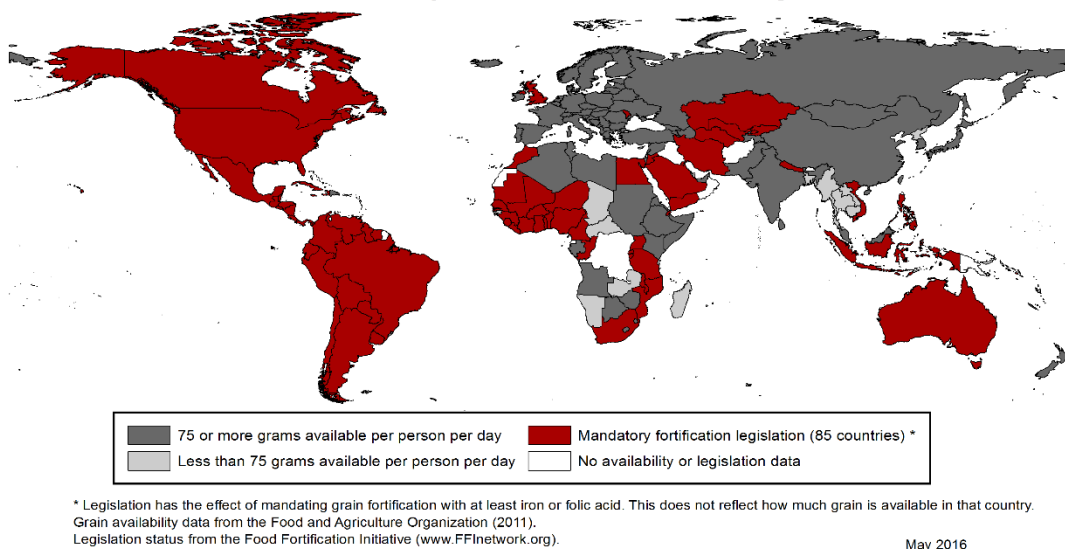 75 or more grams available per person per day
Mandatory fortification legislation (85 countries) *
Less than 75 grams available per person per day
No availability or legislation data
* Legislation has the effect of mandating grain fortification with at least iron or folic acid. This does not reflect how much grain is available in that country.
Grain availability data from the Food and Agriculture Organization (2011).
Legislation status from the Food Fortification Initiative (www.FFInetwork.org).
May 2016